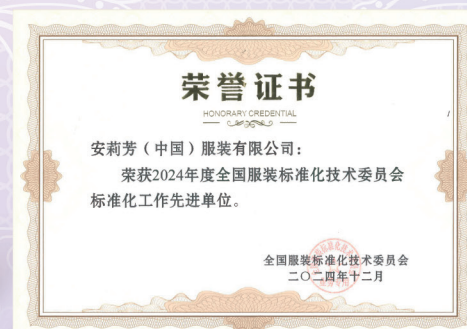 荣誉证书
HONORARY CREDENTIAL
安莉芳（中国）服装有限公司：
荣获2024年度全国服装标准化技术委员会
标准化工作先进单位。
全国服装标准化技术委员会
二〇二四年十二月